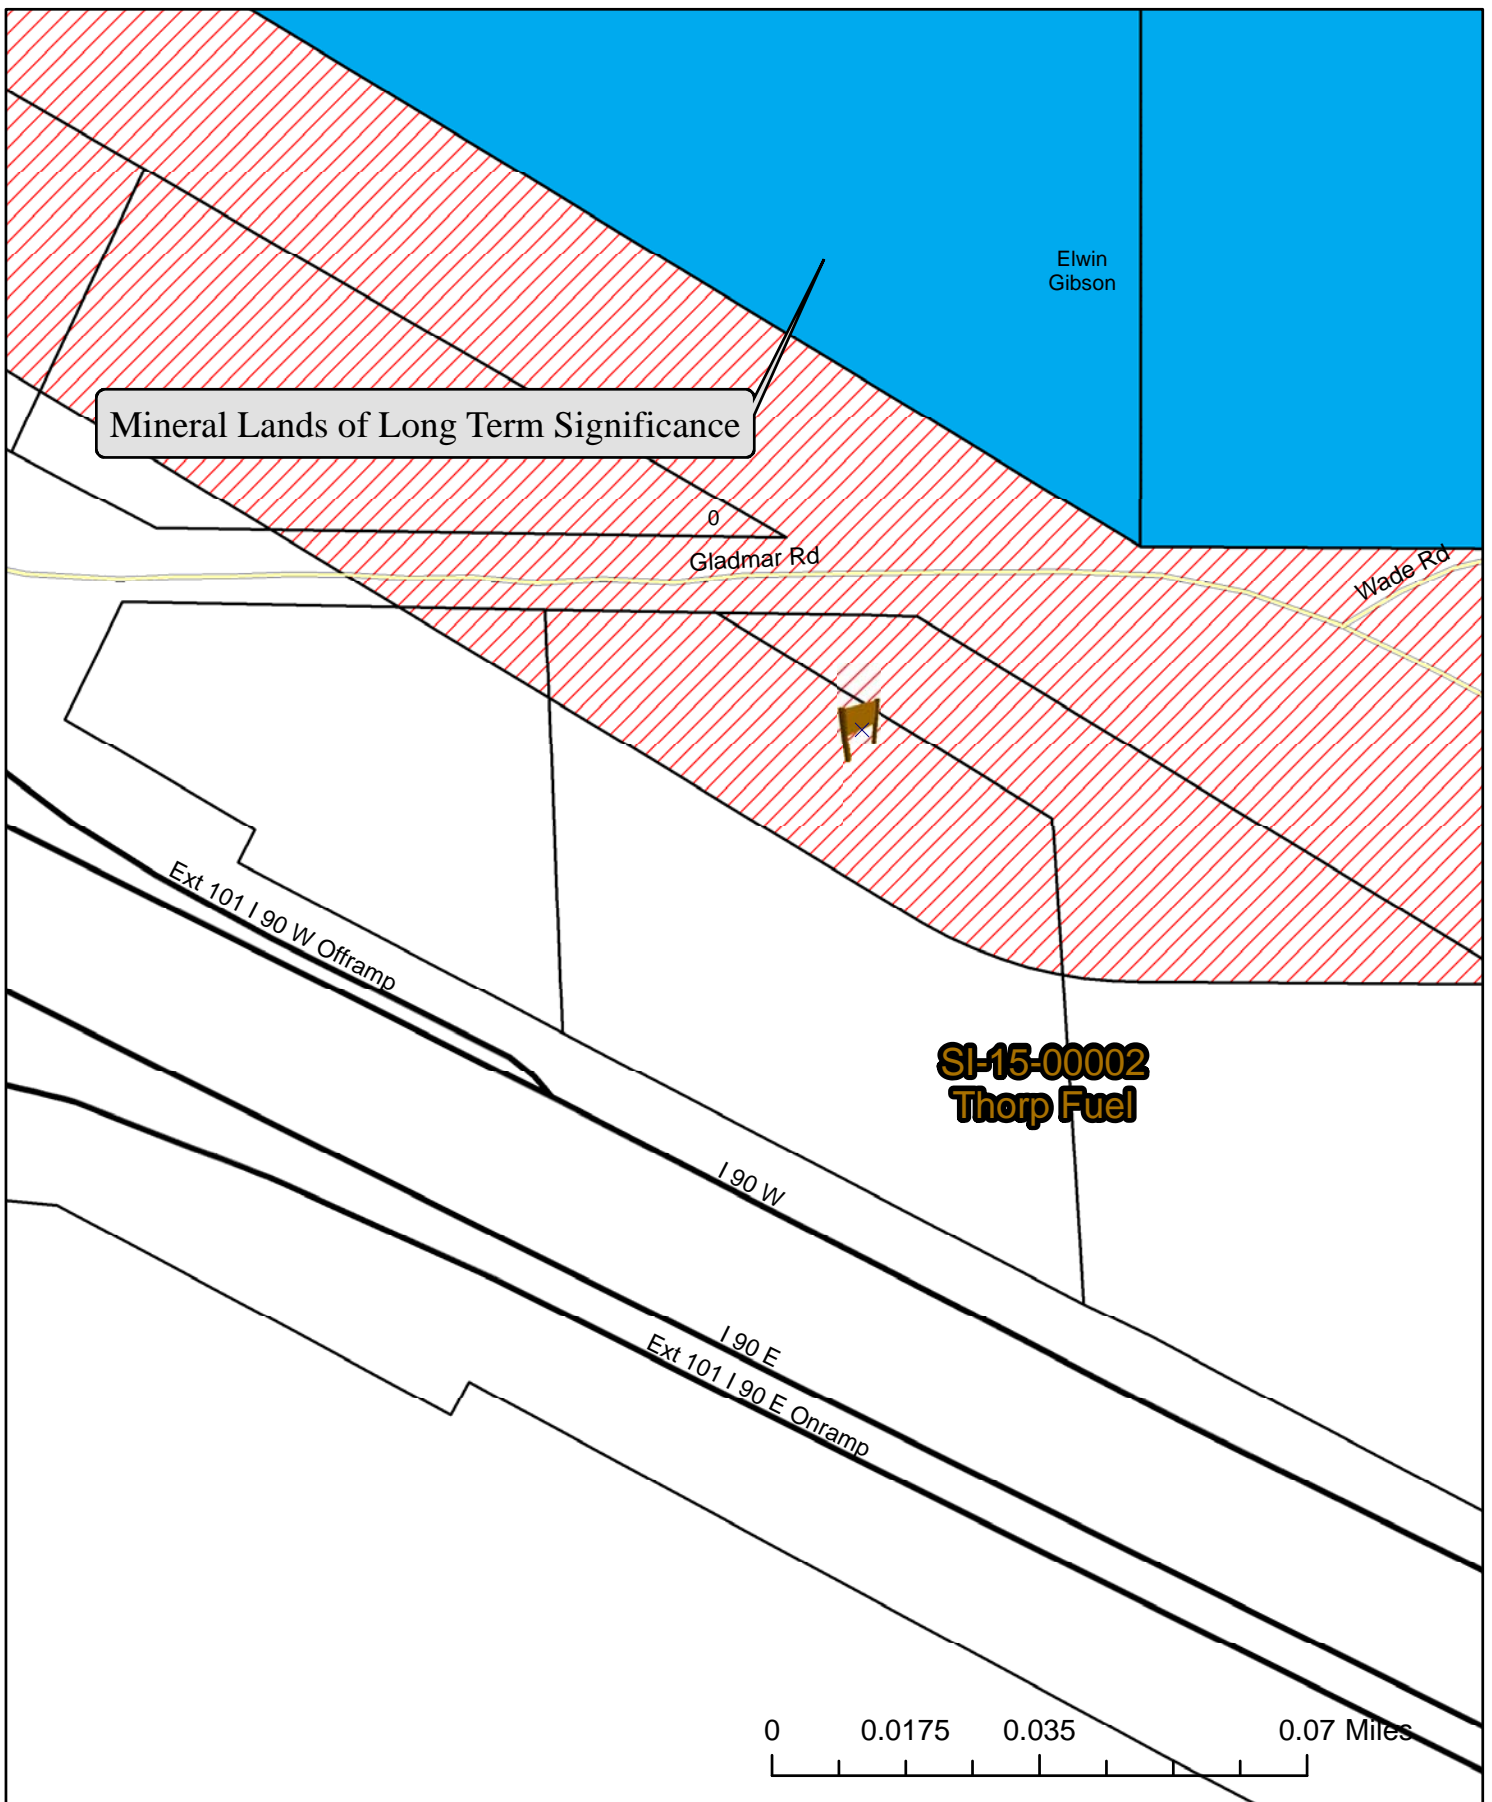 Elwin
Gibson
Mineral Lands of Long Term Significance
0
Gladmar Rd
Wade Rd
Ext 101 I 90 W Offramp
SI-15-00002
Thorp Fuel
I 90 W
I 90 E
Ext 101 I 90 E Onramp
0 0.0175 0.035 0.07 Miles